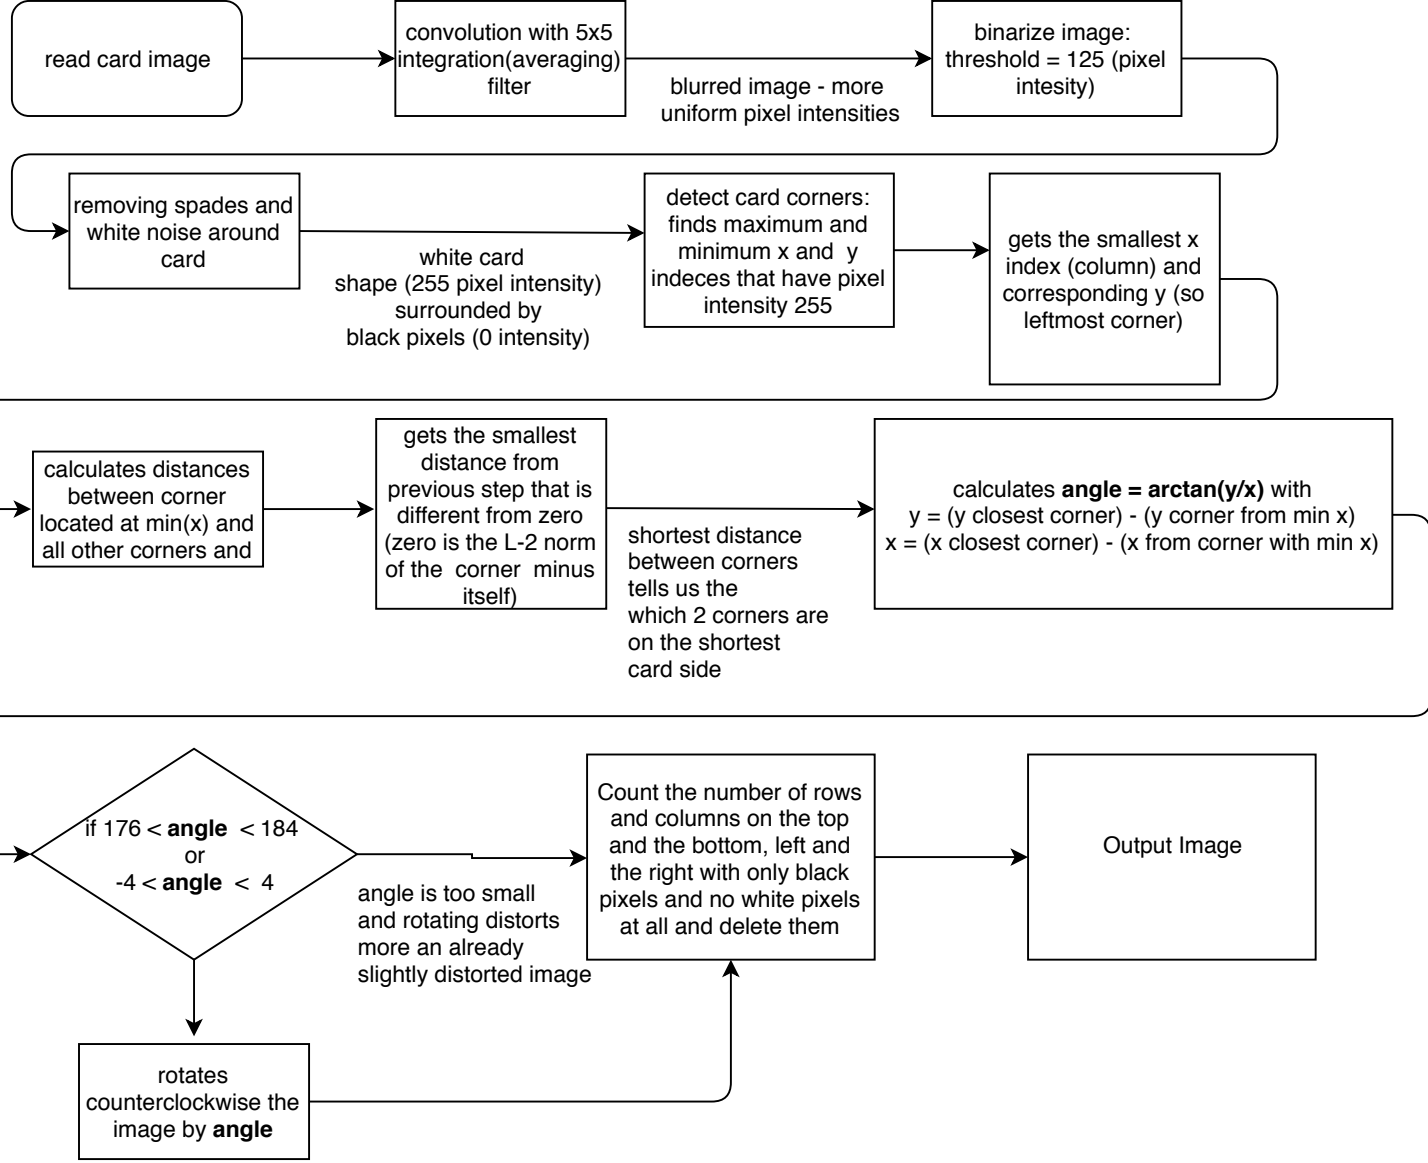 read card image
convolution with 5x5
integration(averaging)
filter
blurred image - more
uniform pixel intensities
binarize image:
threshold = 125 (pixel
intesity)
removing spades and
white noise around
card
white card
shape (255 pixel intensity)
surrounded by
black pixels (0 intensity)
detect card corners:
finds maximum and
minimum x and y
indeces that have pixel
intensity 255
gets the smallest x
index (column) and
corresponding y (so
leftmost corner)
calculates distances
between corner
located at min(x) and
all other corners and
gets the smallest
distance from
previous step that is
different from zero
(zero is the L-2 norm
of the corner minus
itself)
shortest distance
between corners
tells us the
which 2 corners are
on the shortest
card side
calculates angle = arctan(y/x) with
y = (y closest corner) - (y corner from min x)
x = (x closest corner) - (x from corner with min x)
if 176 < angle < 184
or
-4 < angle < 4
angle is too small
and rotating distorts
more an already
slightly distorted image
Count the number of rows
and columns on the top
and the bottom, left and
the right with only black
pixels and no white pixels
at all and delete them
Output Image
rotates
counterclockwise the
image by angle